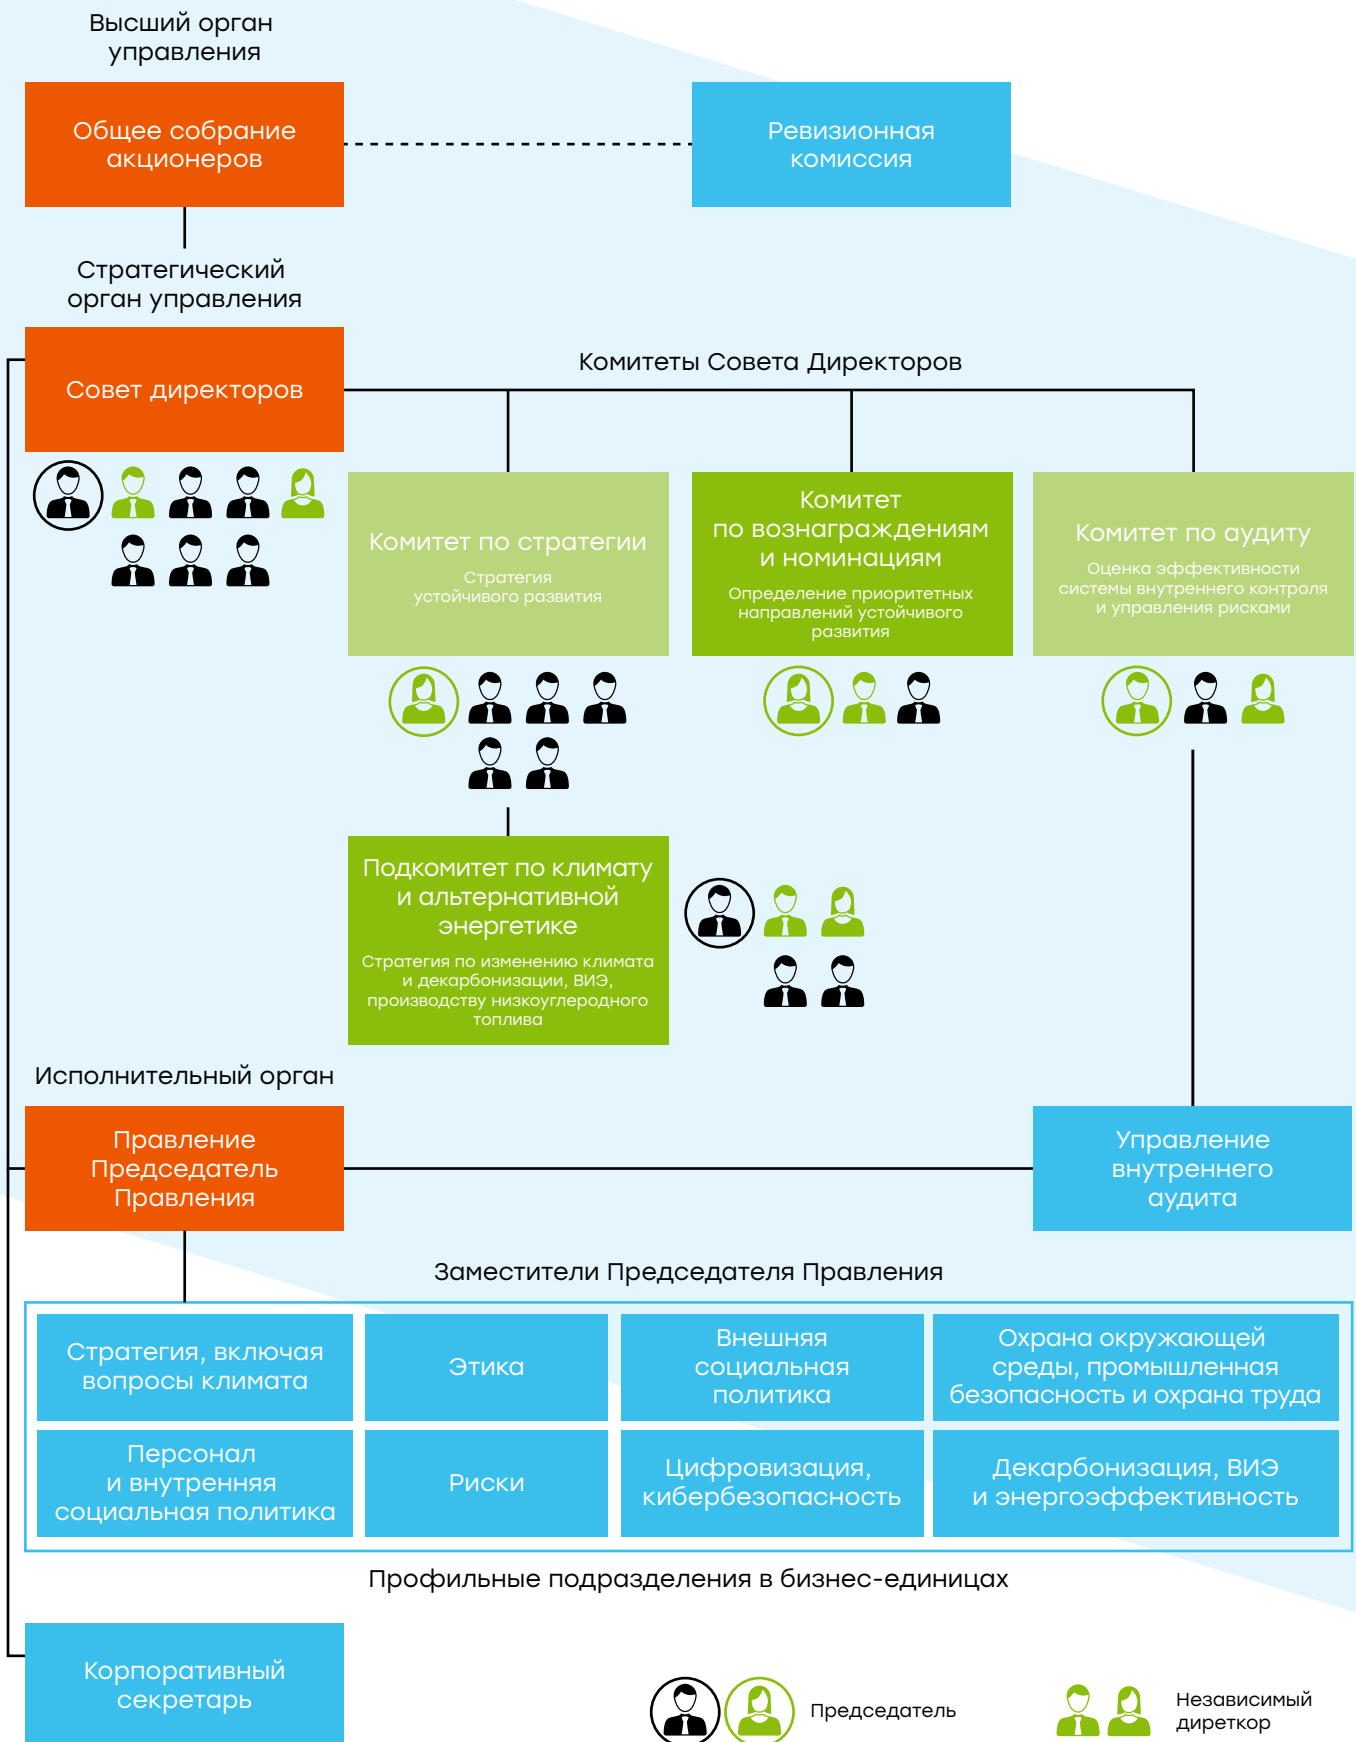 Высший орган
управления
Общее собрание
акционеров
Ревизионная
комиссия
Стратегический
орган управления
Совет директоров
Комитеты Совета Директоров
Комитет по стратегии
Стратегия
устойчивого развития
Комитет
по вознаграждениям
и номинациям
Определение приоритетных
направлений устойчивого
развития
Комитет по аудиту
Оценка эффективности
системы внутреннего контроля
и управления рисками
Подкомитет по климату
и альтернативной
энергетике
Стратегия по изменению климата
и декарбонизации, ВИЭ,
производству низкоуглеродного
топлива
Исполнительный орган
Правление
Председатель
Правления
Управление
внутреннего
аудита
Заместители Председателя Правления
Стратегия, включая
вопросы климата
Этика
Внешняя
социальная
политика
Охрана окружающей
среды, промышленная
безопасность и охрана труда
Персонал
и внутренняя
социальная политика
Риски
Цифровизация,
кибербезопасность
Декарбонизация, ВИЭ
и энергоэффективность
Профильные подразделения в бизнес-единицах
Корпоративный
секретарь
Председатель
Независимый
диреткор